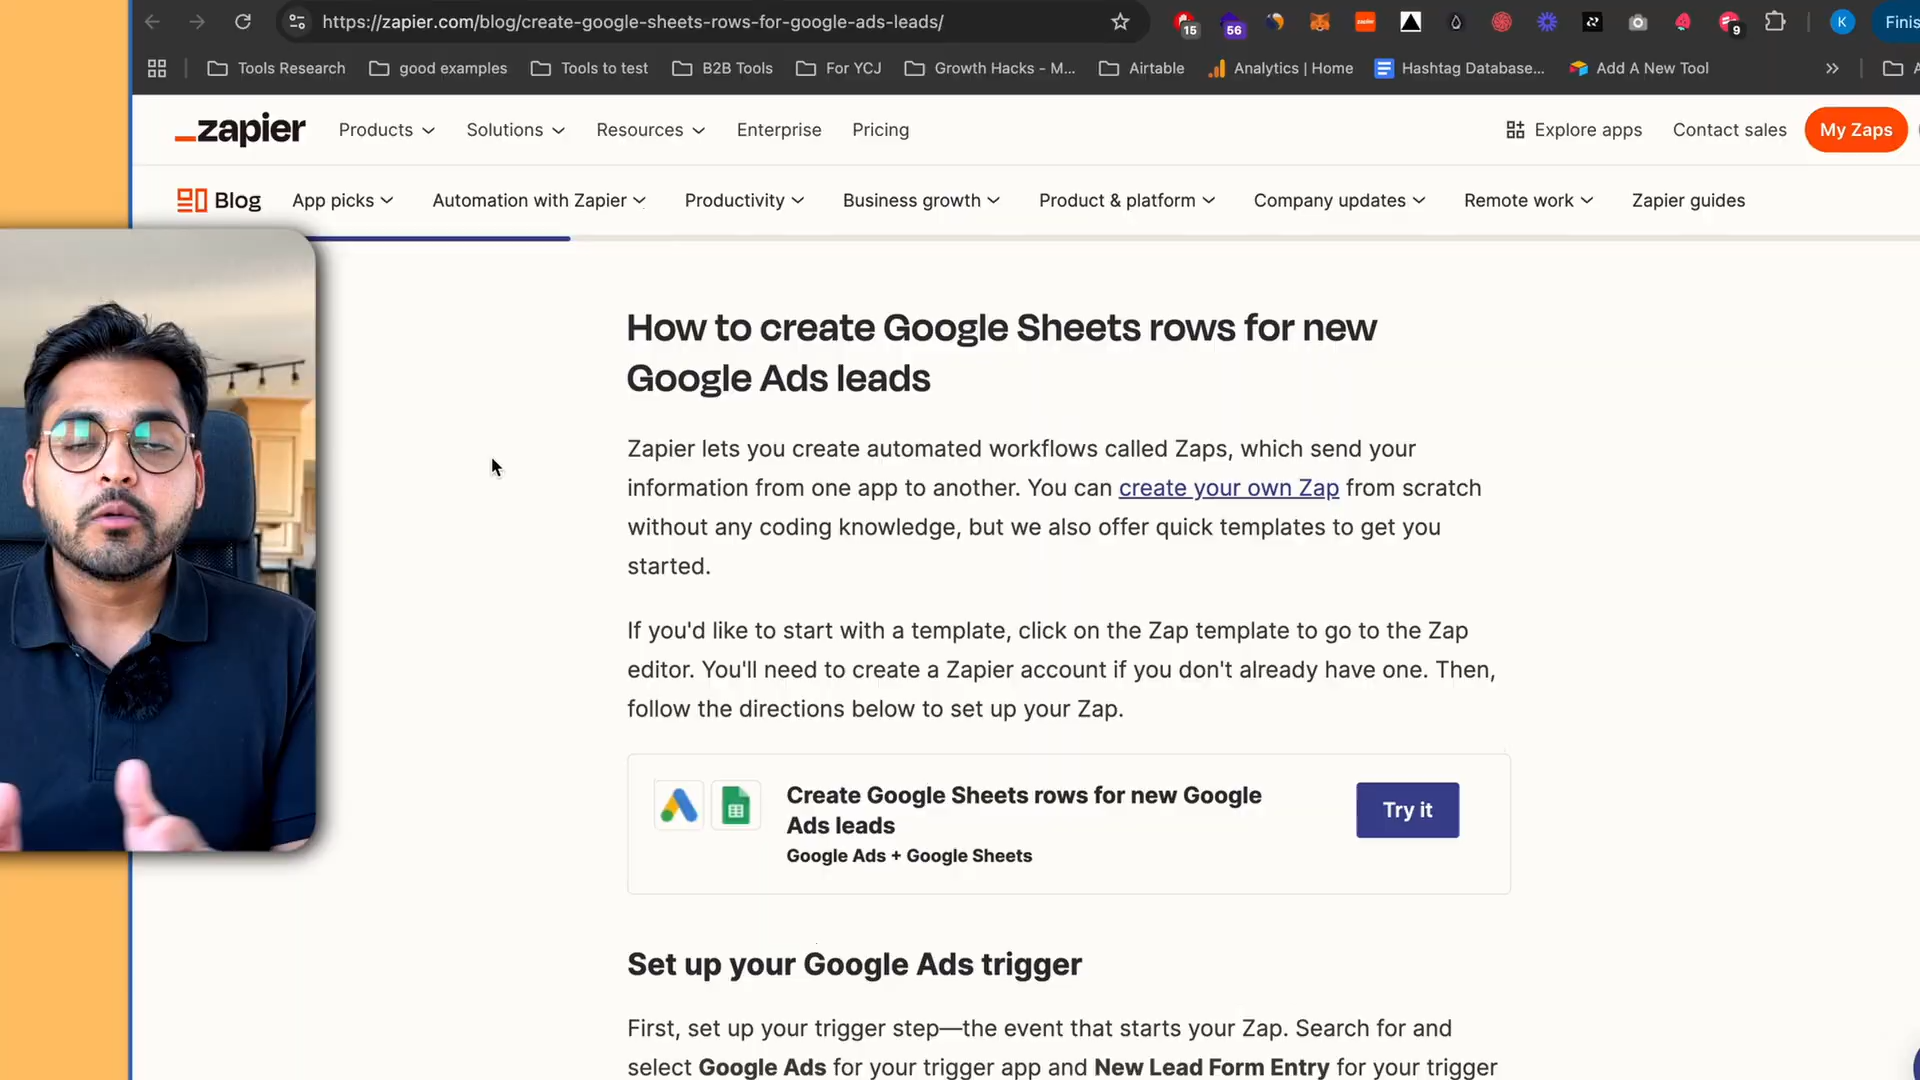 https://zapier.com/blog/create-google-sheets-rows-for-google-ads-leads/
15
56
zapier
9
K
Finis
Tools Research
good examples
Tools to test
B2B Tools
For YCJ
Growth Hacks - M...
Airtable
Analytics | Home
Hashtag Database...
Add A New Tool
zapier
Products
Solutions
Resources
Enterprise
Pricing
Explore apps
Contact sales
My Zaps
Blog
App picks
Automation with Zapier
Productivity
Business growth
Product & platform
Company updates
Remote work
Zapier guides
How to create Google Sheets rows for new
Google Ads leads
Zapier lets you create automated workflows called Zaps, which send your
information from one app to another. You can create your own Zap from scratch
without any coding knowledge, but we also offer quick templates to get you
started.
If you'd like to start with a template, click on the Zap template to go to the Zap
editor. You'll need to create a Zapier account if you don't already have one. Then,
follow the directions below to set up your Zap.
Create Google Sheets rows for new Google
Ads leads
Google Ads + Google Sheets
Try it
Set up your Google Ads trigger
First, set up your trigger step—the event that starts your Zap. Search for and
select Google Ads for your trigger app and New Lead Form Entry for your trigger